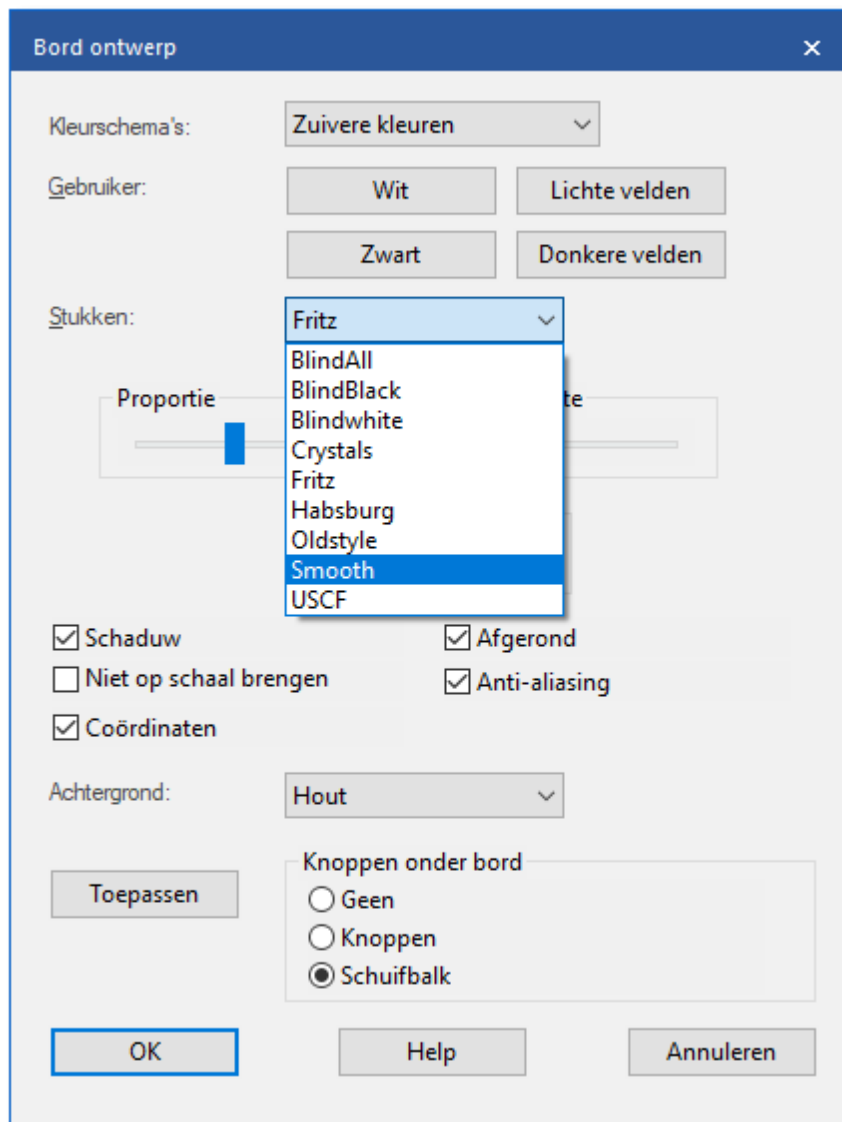 Bord ontwerp
Kleurschema's: Zuivere kleuren
Gebruiker: Wit Lichte velden
Zwart Donkere velden
Stukken: Fritz
BlindAll
BlindBlack
Blindwhite
Crystals
Fritz
Habsburg
Oldstyle
Smooth
USCF
Proportie
Schaduw Afgerond
Niet op schaal brengen Anti-aliasing
Coördinaten
Achtergrond: Hout
Knoppen onder bord
Toepassen Geen
Knoppen
Schuifbalk
OK Help Annuleren